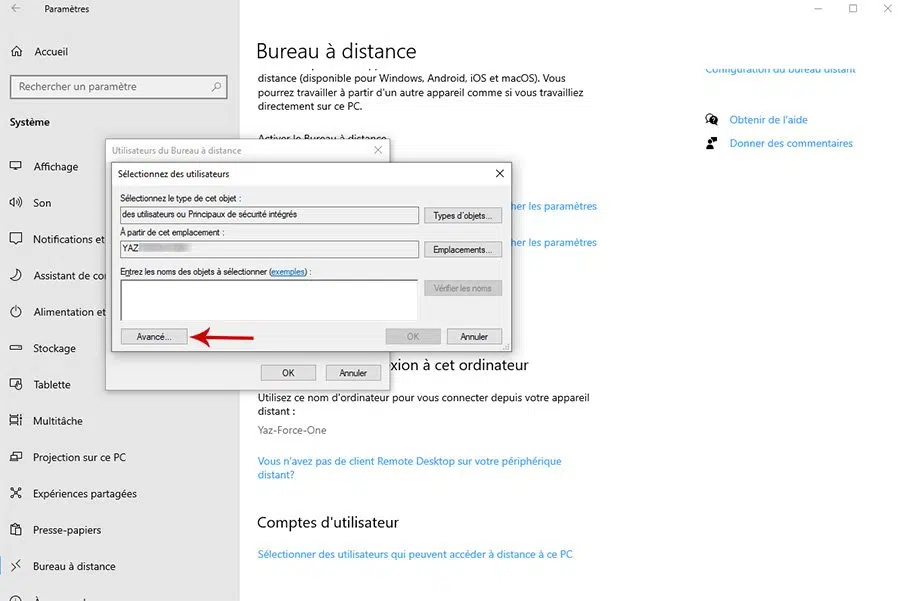 Paramètres
Accueil
Rechercher un paramètre
Système
Affichage
Son
Notifications et
Assistant de co
Alimentation et
Stockage
Tablette
Multitâche
Projection sur ce PC
Expériences partagées
Presse-papiers
Bureau à distance
Bureau à distance
distance (disponible pour Windows, Android, iOS et macOS). Vous
pourrez travailler à partir d'un autre appareil comme si vous travailliez
directement sur ce PC.
Activer le Bureau à distance
Utilisateurs du Bureau à distance
Sélectionnez des utilisateurs
Sélectionnez le type de cet objet :
des utilisateurs ou Principaux de sécurité intégrés
Types d'objets...
À partir de cet emplacement :
YAZ
Emplacements...
Entrez les noms des objets à sélectionner (exemples) :
Vérifier les noms
Avancé...
OK
Annuler
OK
Annuler
her les paramètres
her les paramètres
xion à cet ordinateur
Utilisez ce nom d'ordinateur pour vous connecter depuis votre appareil
distant :
Yaz-Force-One
Vous n'avez pas de client Remote Desktop sur votre périphérique
distant?
Comptes d'utilisateur
Sélectionner des utilisateurs qui peuvent accéder à distance à ce PC
Configuration du bureau distant
Obtenir de l'aide
Donner des commentaires